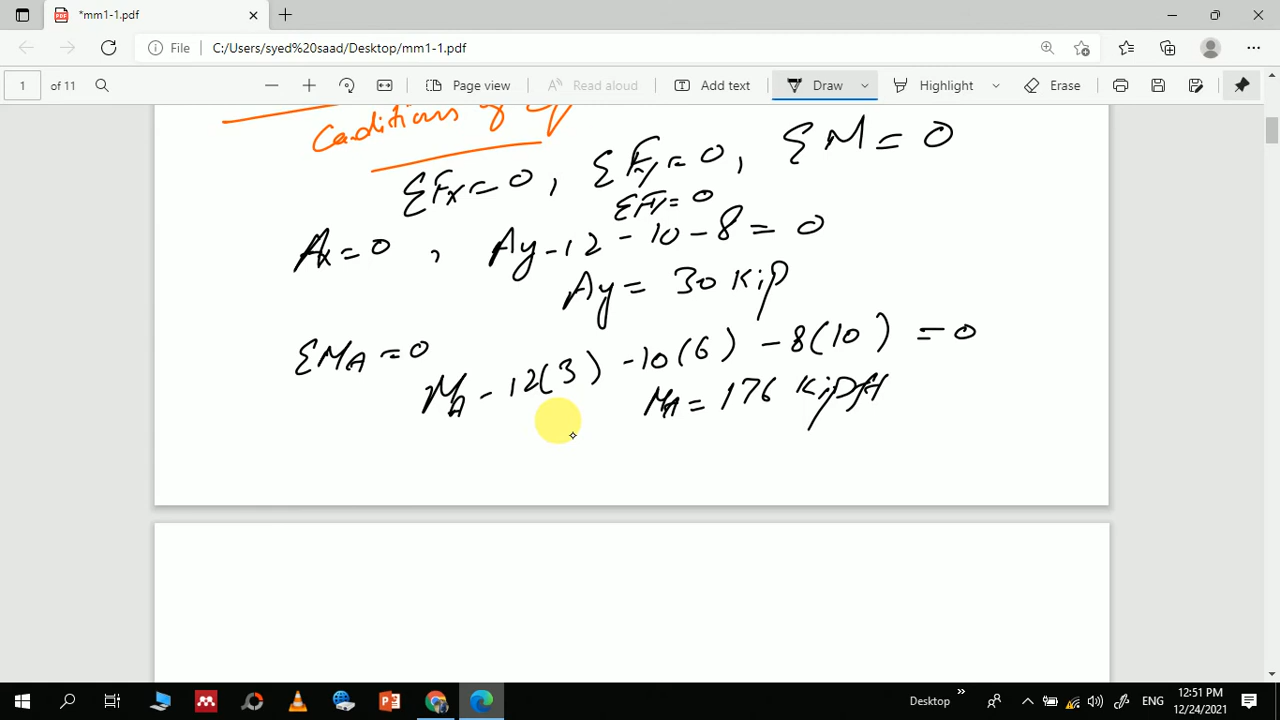 *mm1-1.pdf
File C:/Users/syed%20saad/Desktop/mm1-1.pdf
1 of 11 Page view Read aloud Add text Draw Highlight Erase
Conditions of
ΣFx=0, ΣFy=0, ΣM=0
ΣFy=0
Ax=0, Ay-12-10-8=0
Ay= 30 Kip
ΣMA=0
MA-12(3) -10(6) -8(10) =0
MA=176 Kipft
Desktop » ENG 12:51 PM
12/24/2021